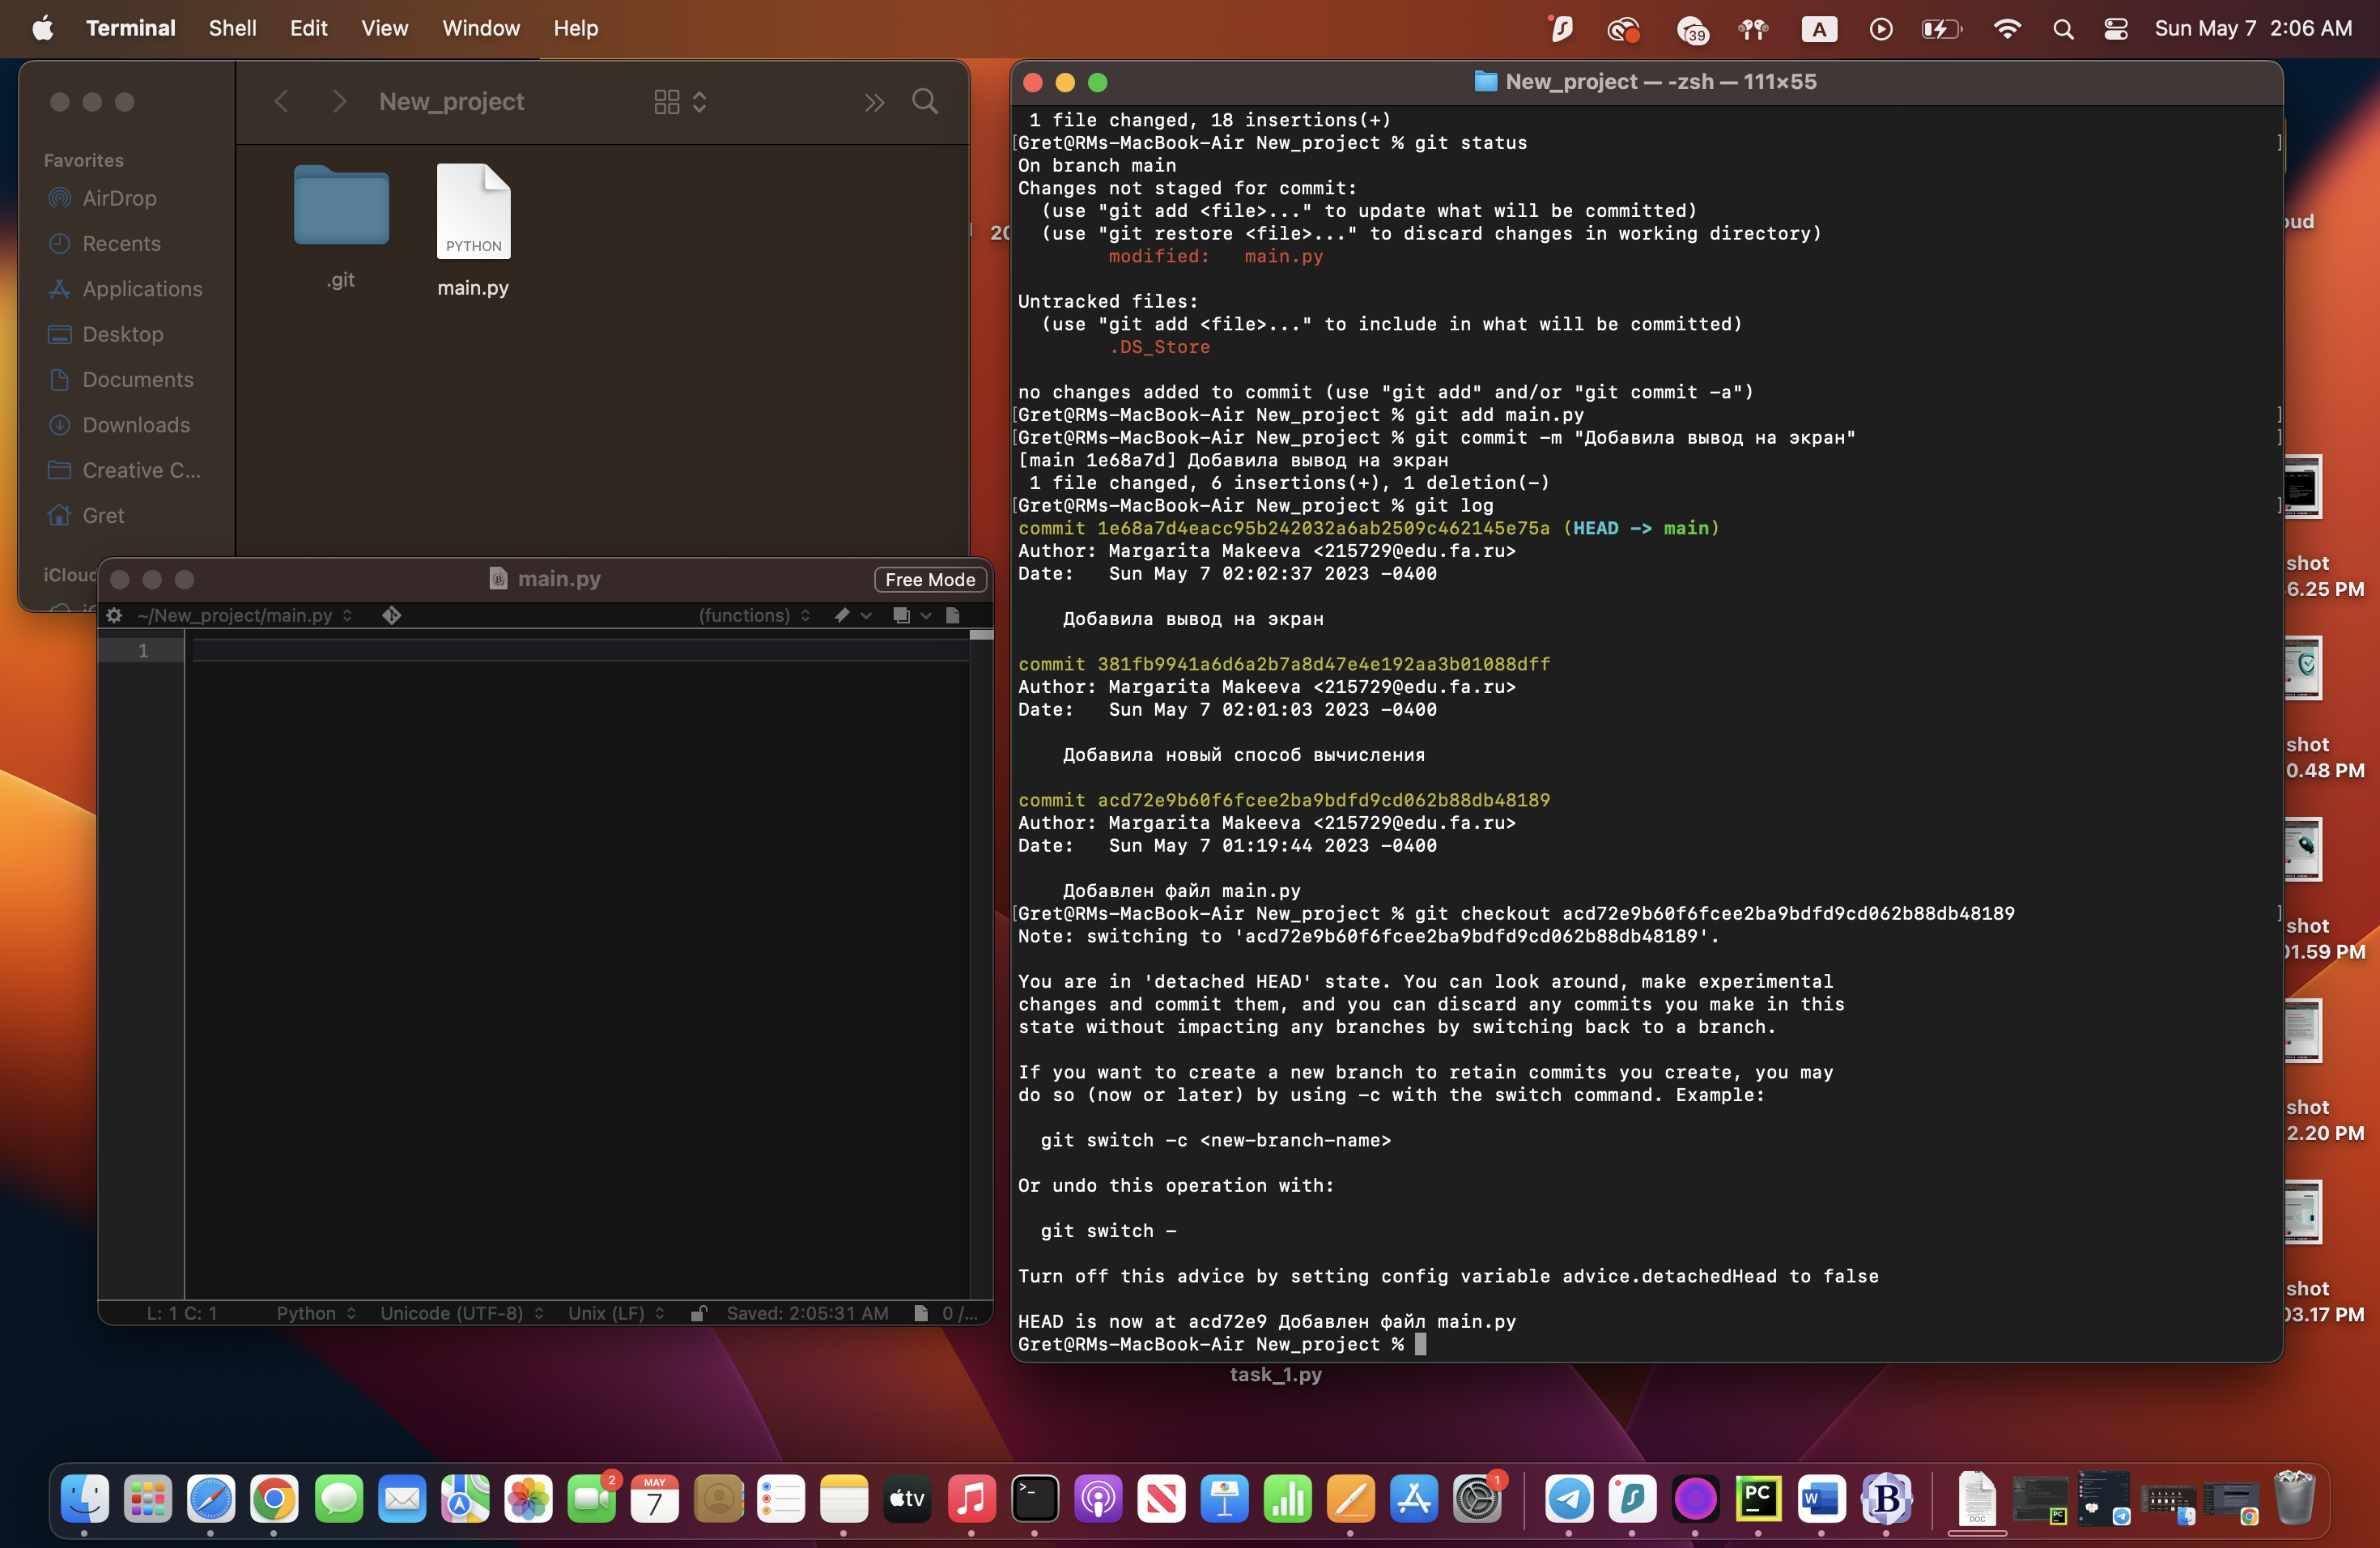 Terminal Shell Edit View Window Help
39 A Sun May 7 2:06 AM
New_project
Favorites
AirDrop
Recents
Applications
Desktop
Documents
Downloads
Creative C...
Gret
iCloud
.git
PYTHON
main.py
main.py
Free Mode
~/New_project/main.py (functions)
1
L: 1 C: 1 Python Unicode (UTF-8) Unix (LF) Saved: 2:05:31 AM 0 /...
New_project — -zsh — 111×55
1 file changed, 18 insertions(+)
[Gret@RMs-MacBook-Air New_project % git status ]
On branch main
Changes not staged for commit:
(use "git add <file>..." to update what will be committed)
(use "git restore <file>..." to discard changes in working directory)
modified: main.py
Untracked files:
(use "git add <file>..." to include in what will be committed)
.DS_Store
no changes added to commit (use "git add" and/or "git commit -a")
[Gret@RMs-MacBook-Air New_project % git add main.py ]
[Gret@RMs-MacBook-Air New_project % git commit -m "Добавила вывод на экран" ]
[main 1e68a7d] Добавила вывод на экран
1 file changed, 6 insertions(+), 1 deletion(-)
[Gret@RMs-MacBook-Air New_project % git log ]
commit 1e68a7d4eacc95b242032a6ab2509c462145e75a (HEAD -> main)
Author: Margarita Makeeva <215729@edu.fa.ru>
Date: Sun May 7 02:02:37 2023 -0400
Добавила вывод на экран
commit 381fb9941a6d6a2b7a8d47e4e192aa3b01088dff
Author: Margarita Makeeva <215729@edu.fa.ru>
Date: Sun May 7 02:01:03 2023 -0400
Добавила новый способ вычисления
commit acd72e9b60f6fcee2ba9bdfd9cd062b88db48189
Author: Margarita Makeeva <215729@edu.fa.ru>
Date: Sun May 7 01:19:44 2023 -0400
Добавлен файл main.py
[Gret@RMs-MacBook-Air New_project % git checkout acd72e9b60f6fcee2ba9bdfd9cd062b88db48189 ]
Note: switching to 'acd72e9b60f6fcee2ba9bdfd9cd062b88db48189'.
You are in 'detached HEAD' state. You can look around, make experimental
changes and commit them, and you can discard any commits you make in this
state without impacting any branches by switching back to a branch.
If you want to create a new branch to retain commits you create, you may
do so (now or later) by using -c with the switch command. Example:
git switch -c <new-branch-name>
Or undo this operation with:
git switch -
Turn off this advice by setting config variable advice.detachedHead to false
HEAD is now at acd72e9 Добавлен файл main.py
Gret@RMs-MacBook-Air New_project %
20
oud
shot
6.25 PM
shot
0.48 PM
shot
01.59 PM
shot
2.20 PM
shot
03.17 PM
task_1.py
2
MAY
7
tv
1
PC
W
B
DOC